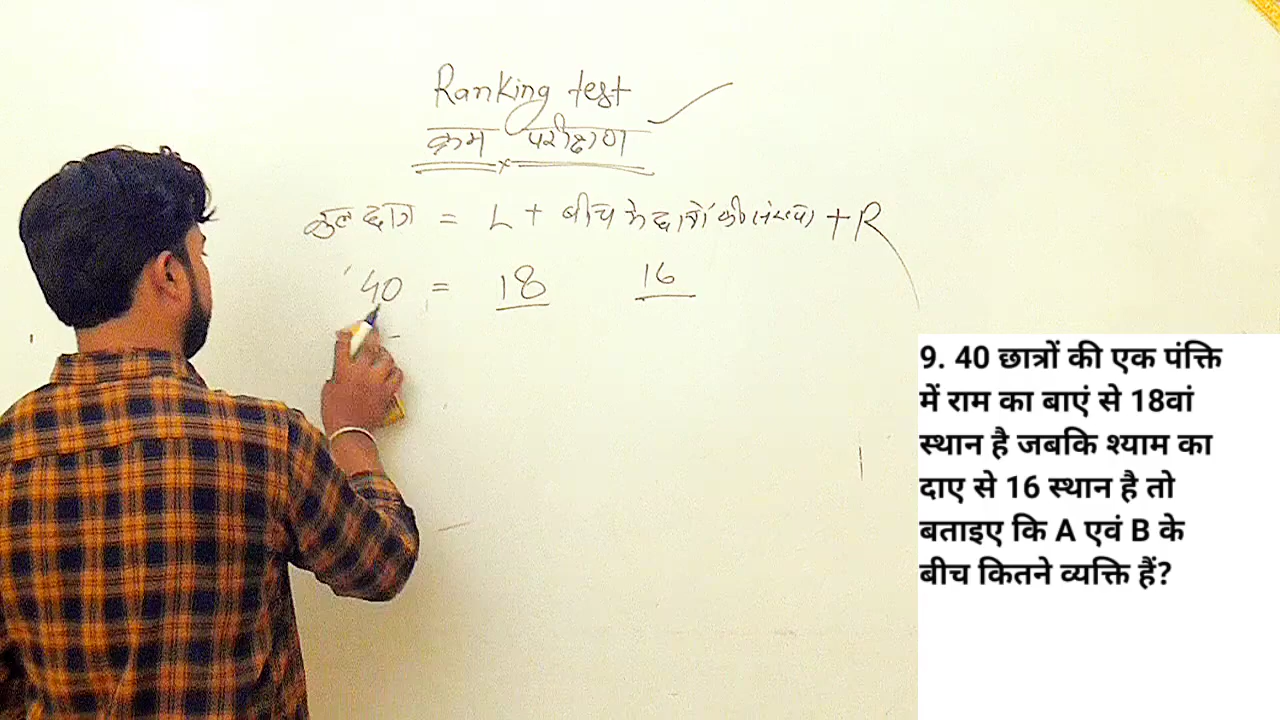 Ranking test
क्रम परीक्षण
कुल छात्र = L + बीच के छात्रों की संख्या + R
40 = 18 16
9. 40 छात्रों की एक पंक्ति
में राम का बाएं से 18वां
स्थान है जबकि श्याम का
दाए से 16 स्थान है तो
बताइए कि A एवं B के
बीच कितने व्यक्ति हैं?